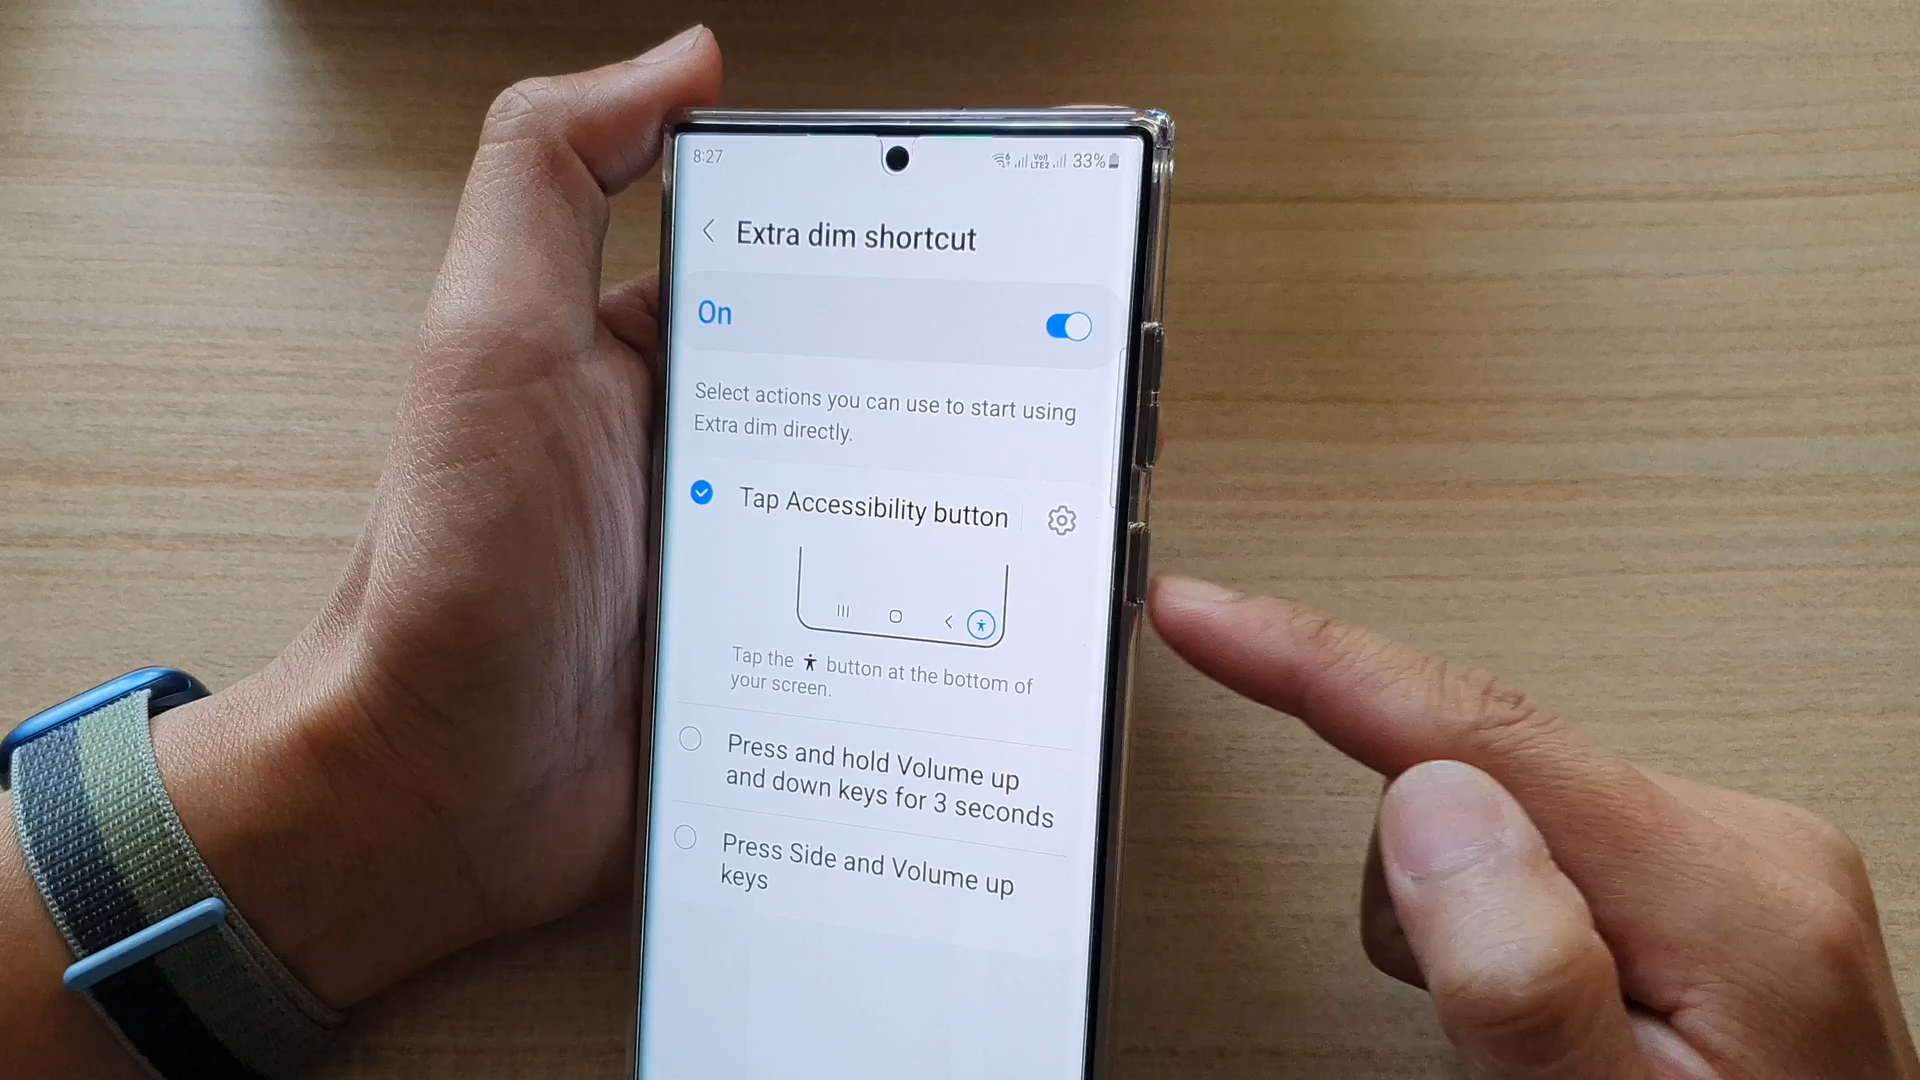 8:27
33%
Extra dim shortcut
On
Select actions you can use to start using
Extra dim directly.
Tap Accessibility button
Tap the button at the bottom of
your screen.
Press and hold Volume up
and down keys for 3 seconds
Press Side and Volume up
keys